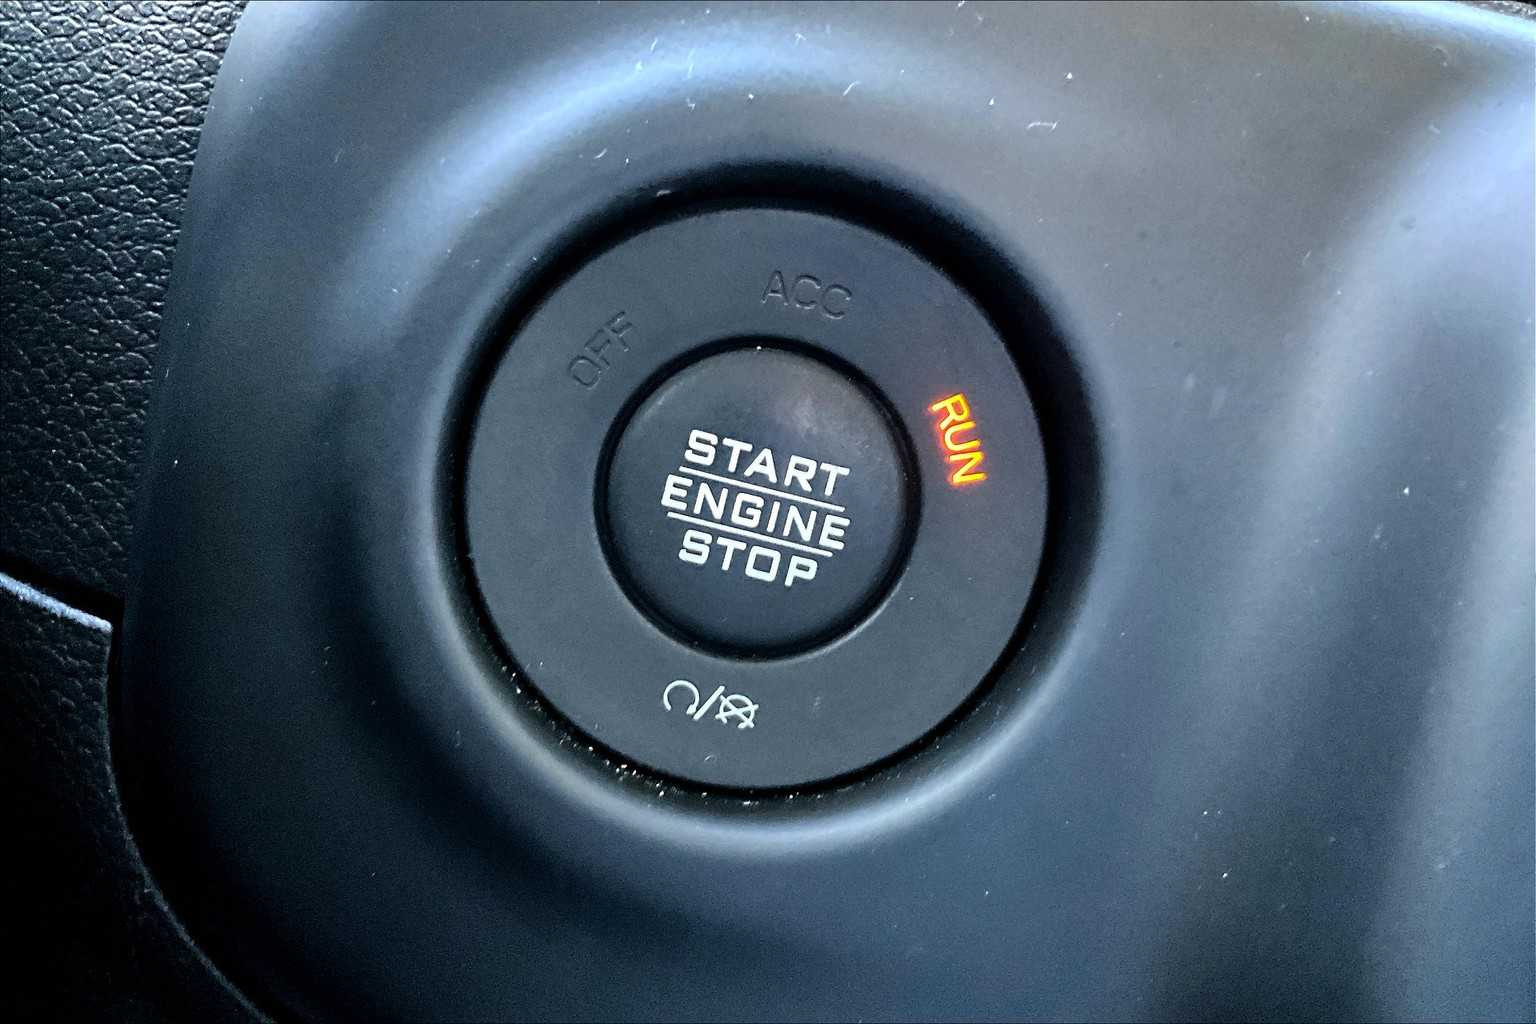 OFF
ACC
RUN
START
ENGINE
STOP